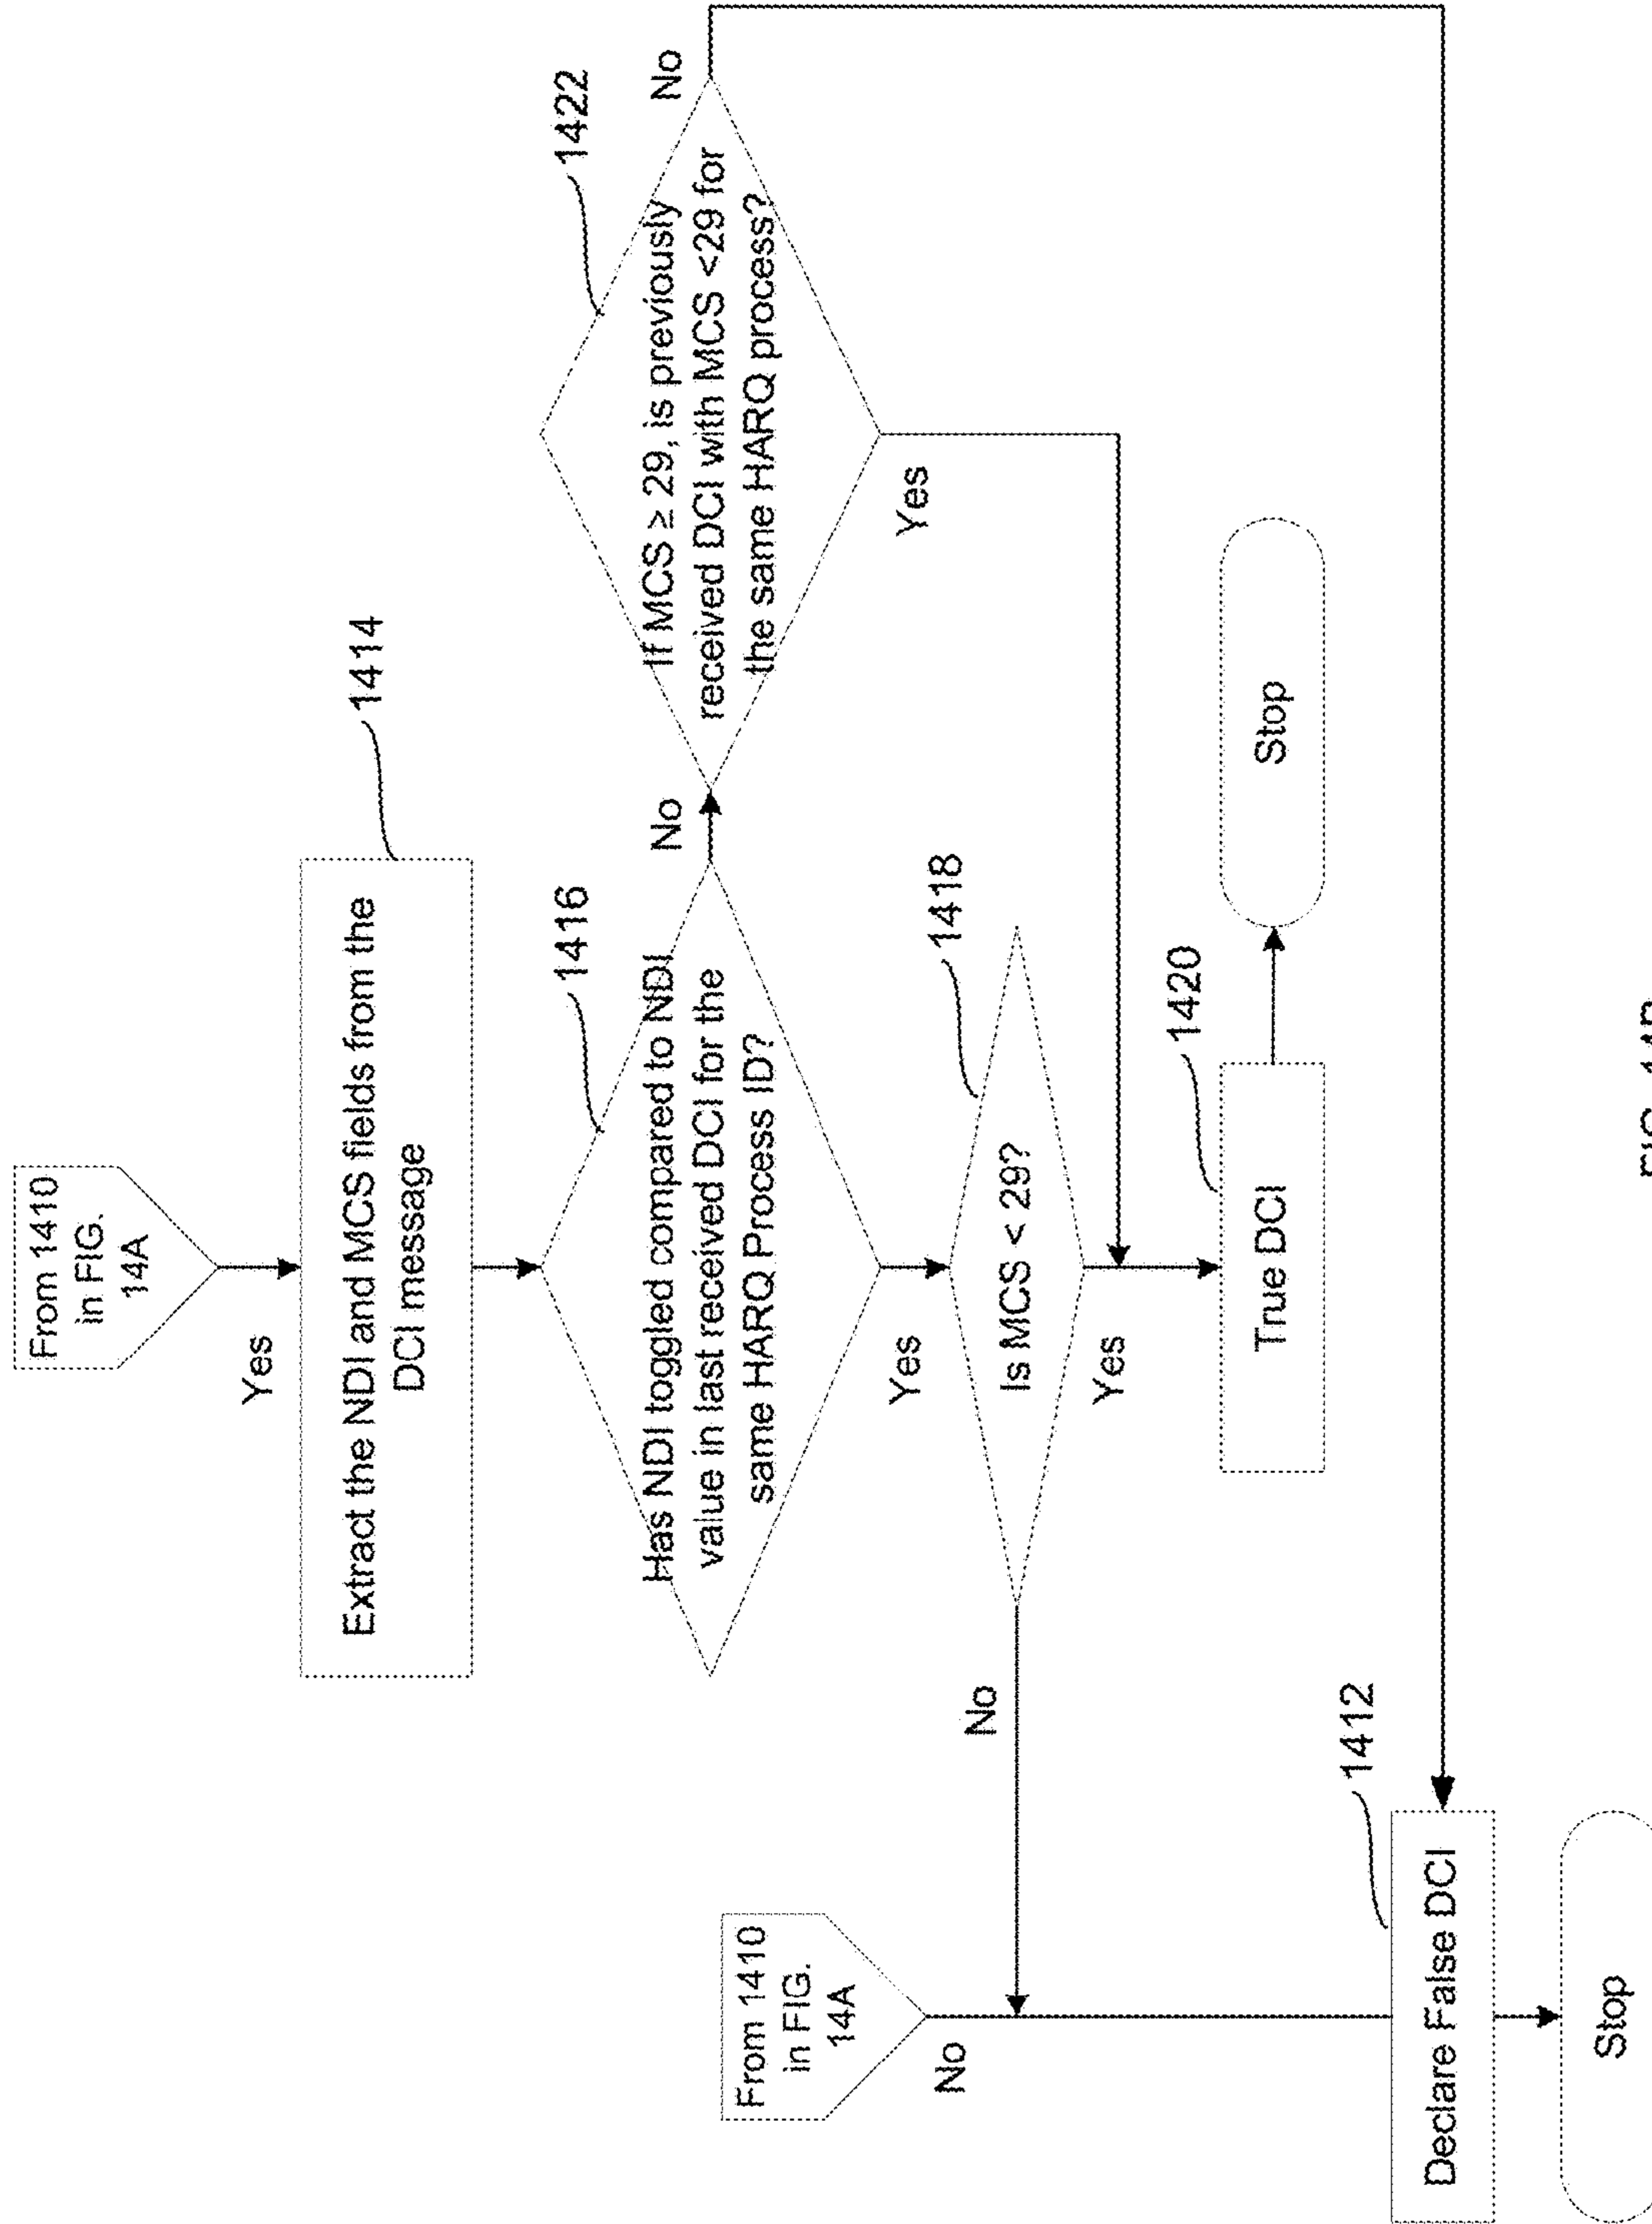 From 1410
in FIG.
14A
Yes
Extract the NDI and MCS fields from the
DCI message
1414
Has NDI toggled compared to NDI
value in last received DCI for the
same HARQ Process ID?
1416
No
If MCS ≥ 29, is previously
received DCI with MCS <29 for
the same HARQ process?
1422
No
Yes
Yes
Is MCS < 29?
1418
No
Yes
True DCI
1420
Stop
From 1410
in FIG.
14A
No
Declare False DCI
1412
Stop